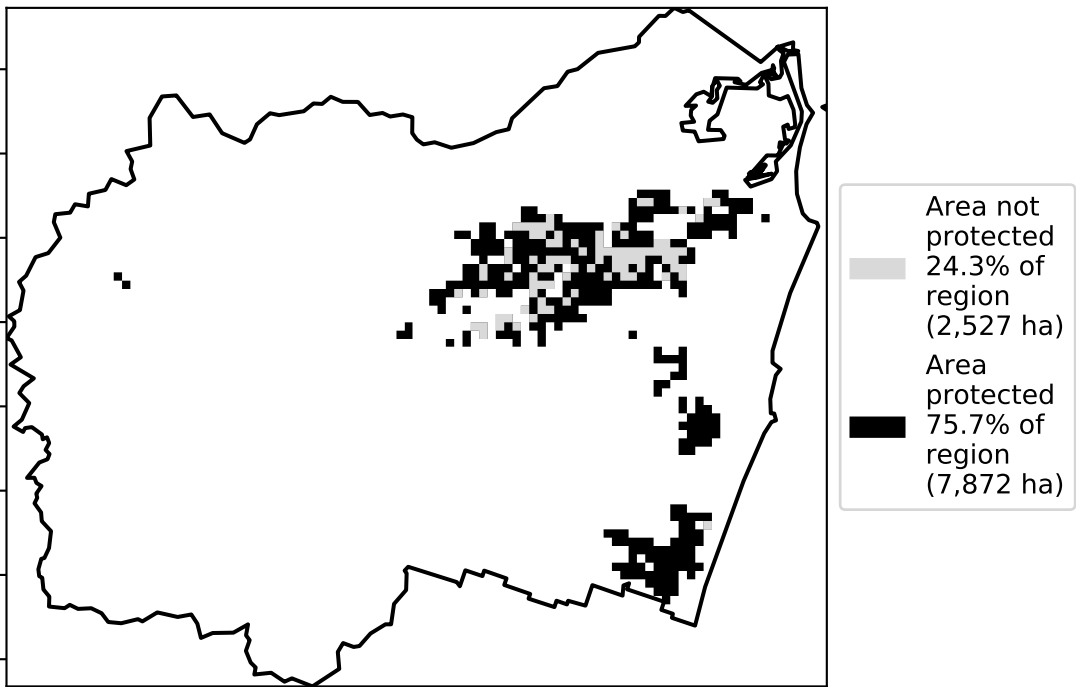 Area not
protected
24.3% of
region
(2,527 ha)
Area
protected
75.7% of
region
(7,872 ha)